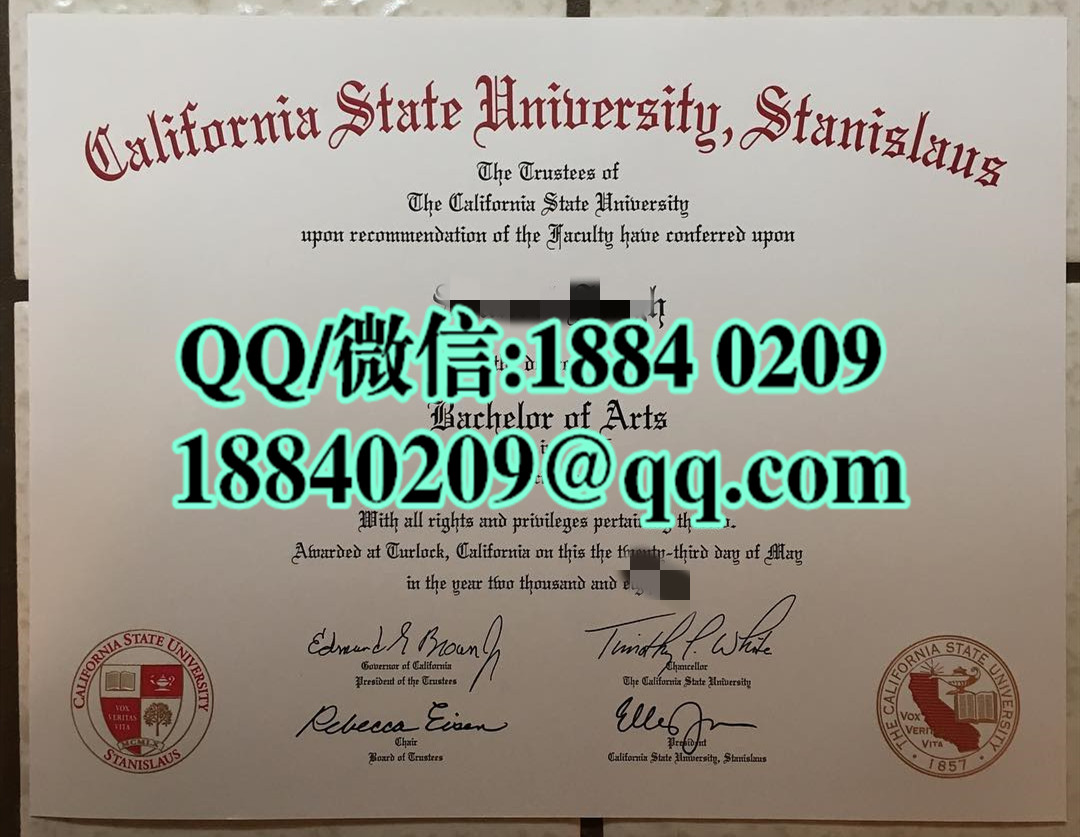 California State University, Stanislaus
The Trustees of
The California State University
upon recommendation of the Faculty have conferred upon
QQ/微信:1884 0209
Bachelor of Arts
18840209@qq.com
With all rights and privileges
Awarded at Turlock, California on this the twenty-third day of May
in the year two thousand and
Edmund G Brown Jr
Governor of California
President of the Trustees
Timothy P. White
Chancellor
The California State University
Rebecca Eisen
Chair
Board of Trustees
President
California State University, Stanislaus
CALIFORNIA STATE UNIVERSITY
VOX
VERITAS
VITA
MCMLX
STANISLAUS
THE CALIFORNIA STATE UNIVERSITY
VOX
VERITAS
VITA
1857